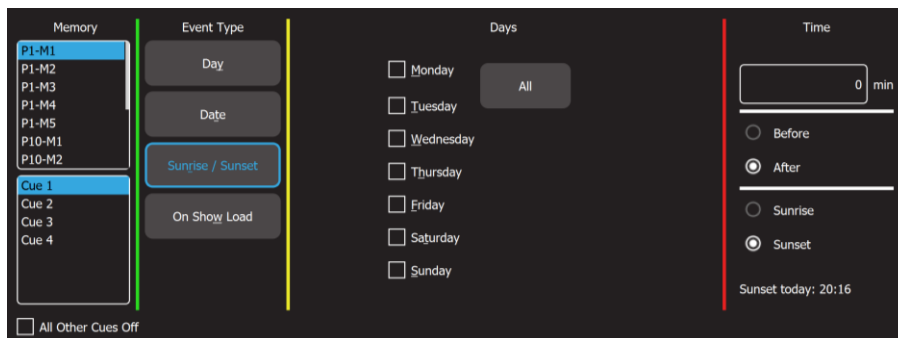 Memory
P1-M1
P1-M2
P1-M3
P1-M4
P1-M5
P10-M1
P10-M2
Cue 1
Cue 2
Cue 3
Cue 4
All Other Cues Off
Event Type
Day
Date
Sunrise / Sunset
On Show Load
Days
Monday
Tuesday
Wednesday
Thursday
Friday
Saturday
Sunday
All
Time
0 min
Before
After
Sunrise
Sunset
Sunset today: 20:16